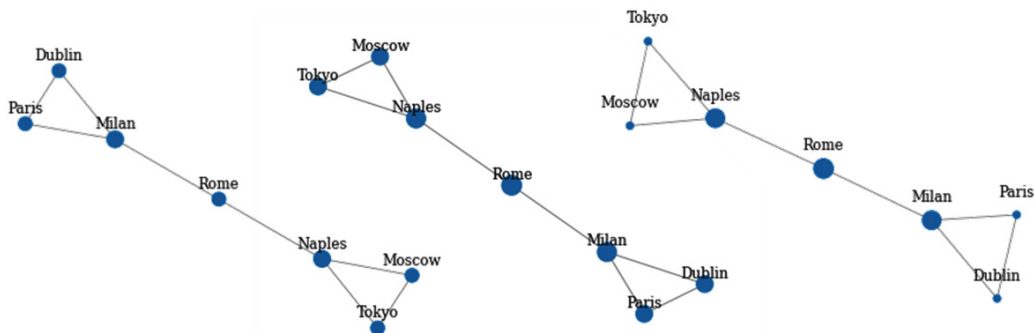 Dublin
Paris
Milan
Rome
Naples
Moscow
Tokyo
Moscow
Tokyo
Naples
Rome
Milan
Dublin
Paris
Tokyo
Moscow
Naples
Rome
Milan
Paris
Dublin